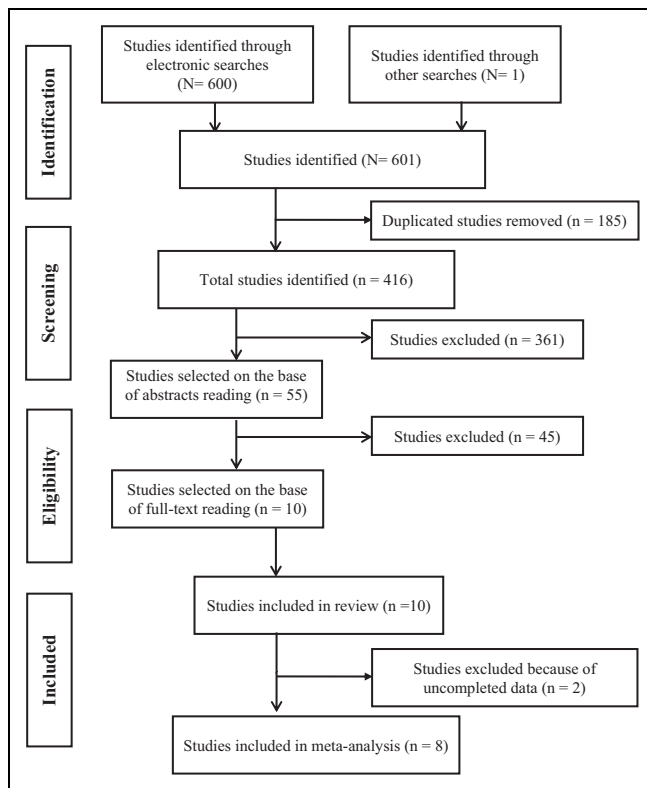 Studies identified through
electronic searches
(N= 600)
Studies identified through
other searches (N= 1)
Identification
Studies identified (N= 601)
Duplicated studies removed (n = 185)
Screening
Total studies identified (n = 416)
Studies excluded (n = 361)
Studies selected on the base
of abstracts reading (n = 55)
Eligibility
Studies excluded (n = 45)
Studies selected on the base
of full-text reading (n = 10)
Studies included in review (n =10)
Included
Studies excluded because of
uncompleted data (n = 2)
Studies included in meta-analysis (n = 8)